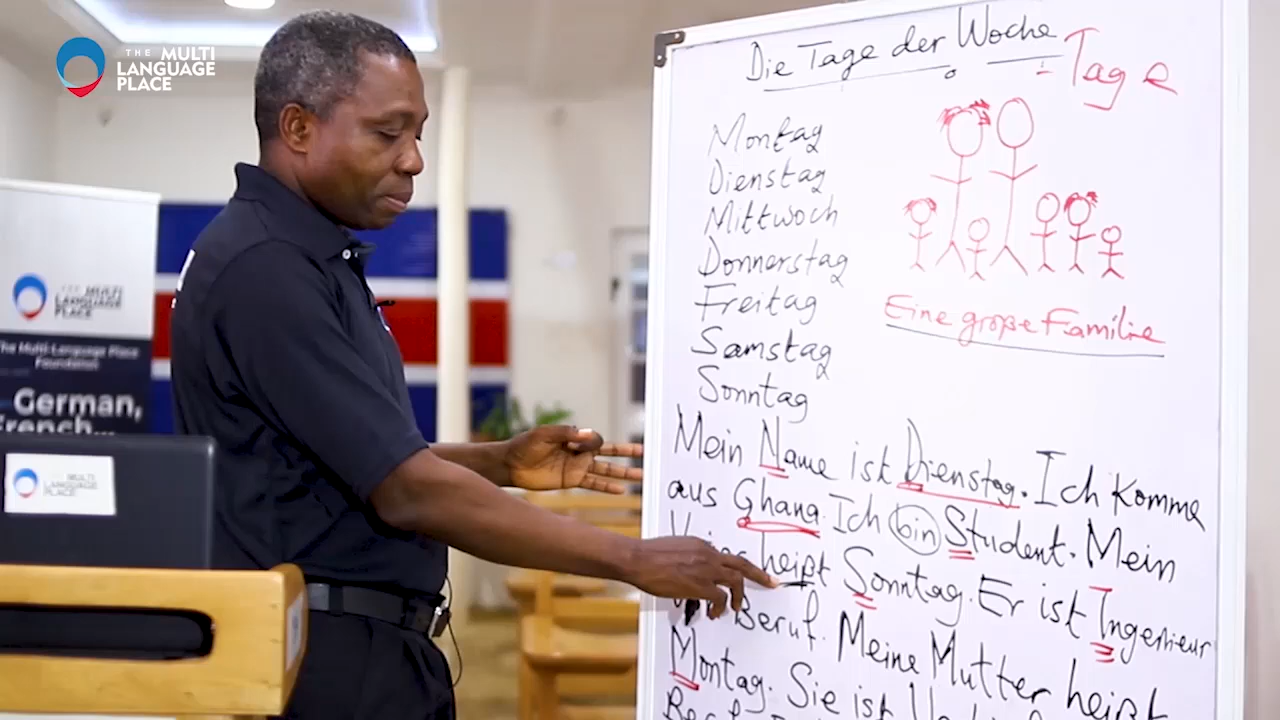 THE MULTI
LANGUAGE
PLACE
THE MULTI
LANGUAGE
PLACE
The Multi Language Place
Foundation
German,
French
MULTI
LANGUAGE
PLACE
Die Tage der Woche
- Tage
Montag
Dienstag
Mittwoch
Donnerstag
Freitag
Samstag
Sonntag
Eine große Familie
Mein Name ist Dienstag. Ich komme
aus Ghana. Ich bin Student. Mein
heißt Sonntag. Er ist Ingenieur
Beruf. Meine Mutter heißt
Montag. Sie ist